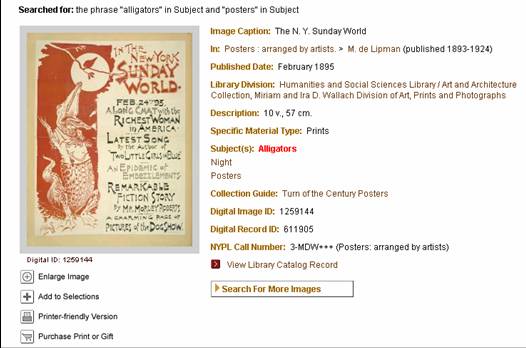 Searched for: the phrase "alligators" in Subject and "posters" in Subject
IN THE NEW YORK
SUNDAY
WORLD.
FEB. 24TH 95.
A LONG CHAT with the
RICHEST WOMAN
IN AMERICA.
LATEST SONG
by the Author of
"TWO LITTLE GIRLS IN BLUE"
AN EPIDEMIC OF
EMBEZZLEMENTS
REMARKABLE
FICTION STORY
BY MR. MORLEY ROBERTS
A CHARMING PAGE OF
PICTURES of the DOG SHOW.
Digital ID: 1259144
Enlarge Image
Add to Selections
Printer-friendly Version
Purchase Print or Gift
Image Caption: The N. Y. Sunday World
In: Posters : arranged by artists. > M. de Lipman (published 1893-1924)
Published Date: February 1895
Library Division: Humanities and Social Sciences Library / Art and Architecture
Collection, Miriam and Ira D. Wallach Division of Art, Prints and Photographs
Description: 10 v., 57 cm.
Specific Material Type: Prints
Subject(s): Alligators
Night
Posters
Collection Guide: Turn of the Century Posters
Digital Image ID: 1259144
Digital Record ID: 611905
NYPL Call Number: 3-MDW+++ (Posters: arranged by artists)
View Library Catalog Record
Search For More Images